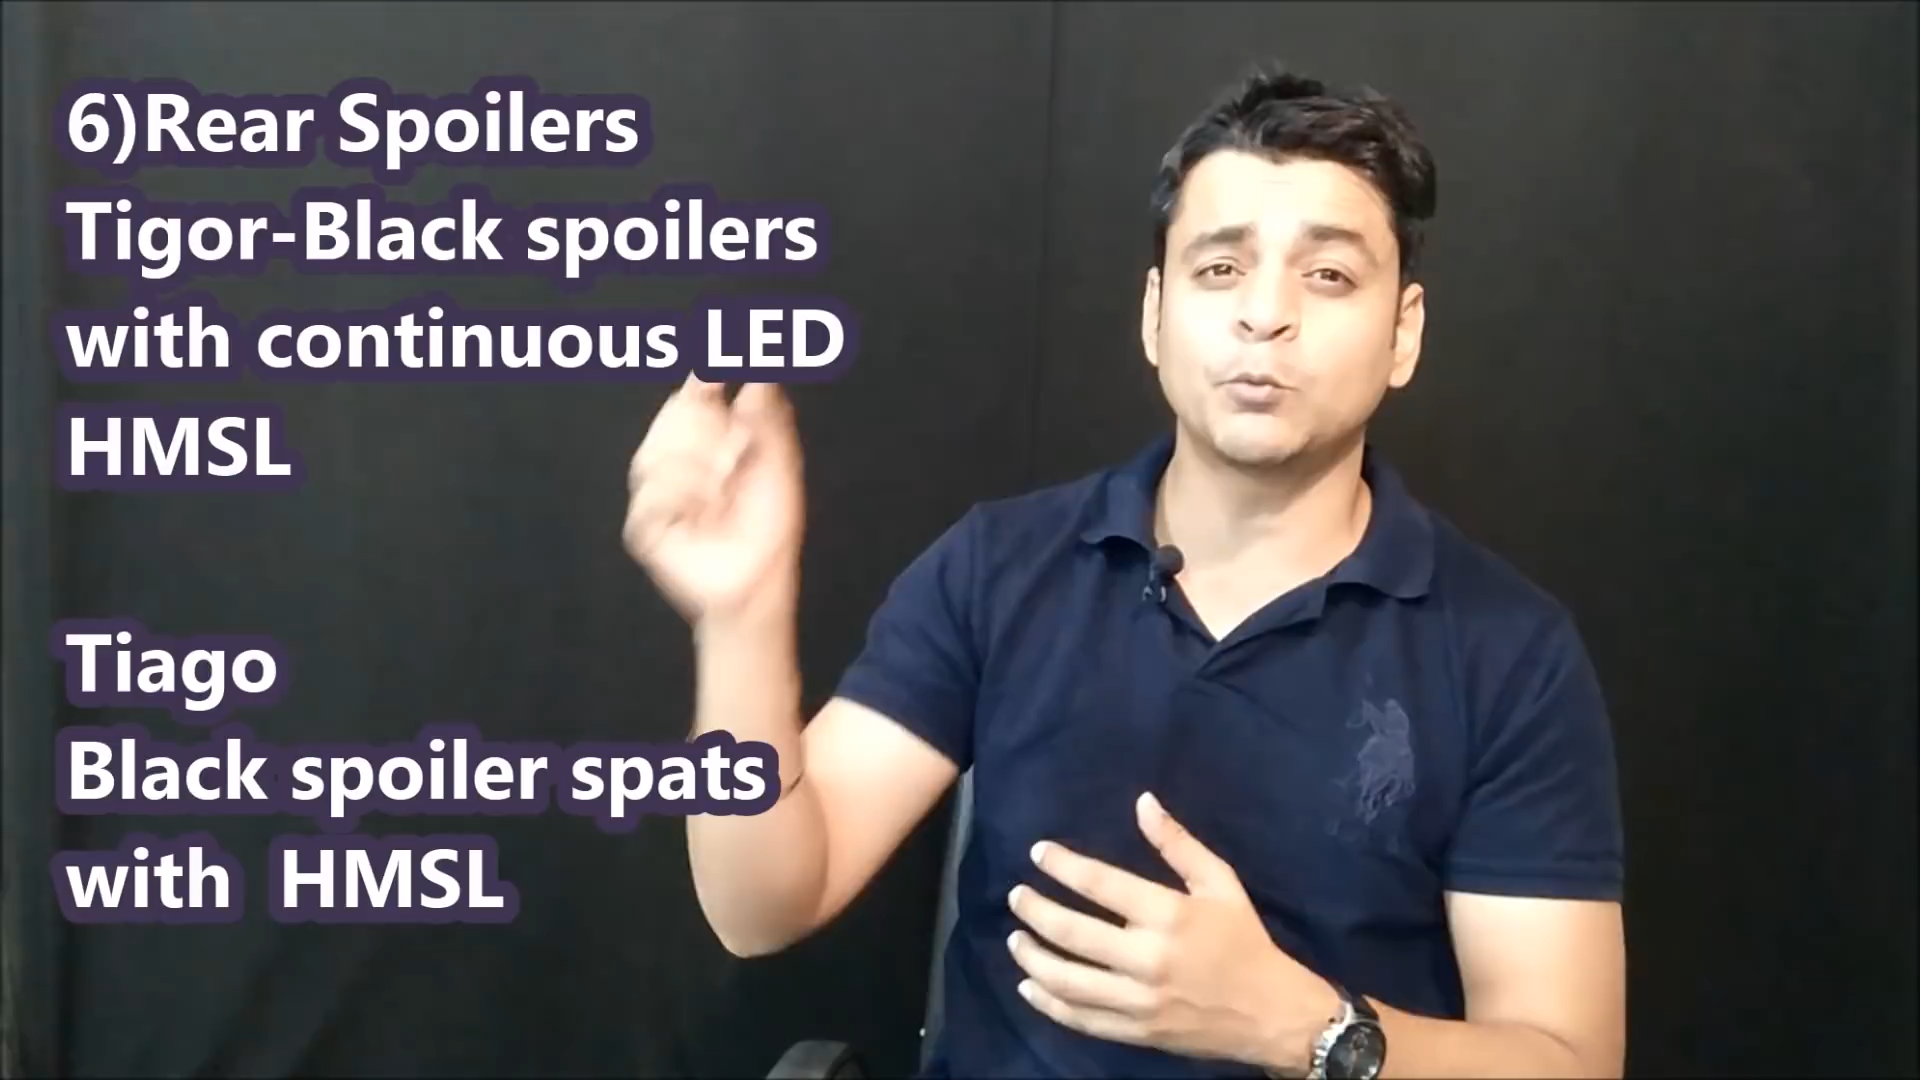 6)Rear Spoilers
Tigor-Black spoilers
with continuous LED
HMSL
Tiago
Black spoiler spats
with HMSL